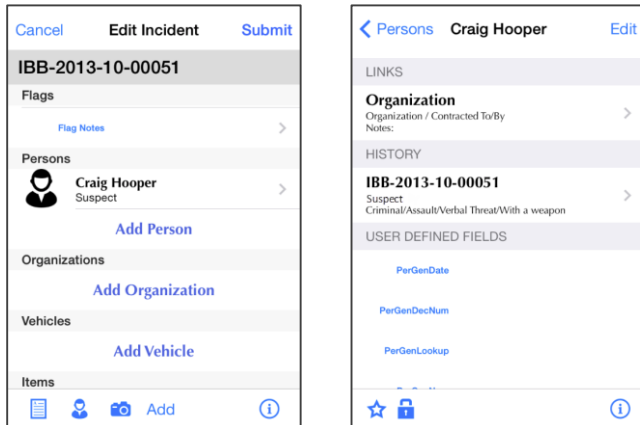 Cancel Edit Incident Submit
IBB-2013-10-00051
Flags
Flag Notes
Persons
Craig Hooper
Suspect
Add Person
Organizations
Add Organization
Vehicles
Add Vehicle
Items
Add
Persons Craig Hooper Edit
LINKS
Organization
Organization / Contracted To/By
Notes:
HISTORY
IBB-2013-10-00051
Suspect
Criminal/Assault/Verbal Threat/With a weapon
USER DEFINED FIELDS
PerGenDate
PerGenDecNum
PerGenLookup